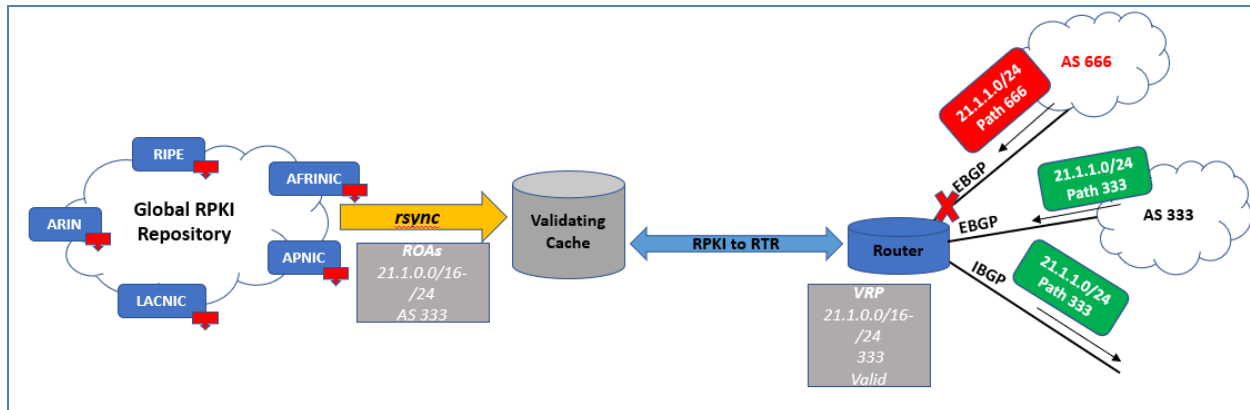 RIPE
AFRINIC
ARIN
Global RPKI
Repository
APNIC
LACNIC
rsync
ROAs
21.1.0.0/16-
/24
AS 333
Validating
Cache
RPKI to RTR
Router
VRP
21.1.0.0/16-
/24
333
Valid
AS 666
21.1.1.0/24
Path 666
EBGP
21.1.1.0/24
Path 333
AS 333
EBGP
IBGP
21.1.1.0/24
Path 333